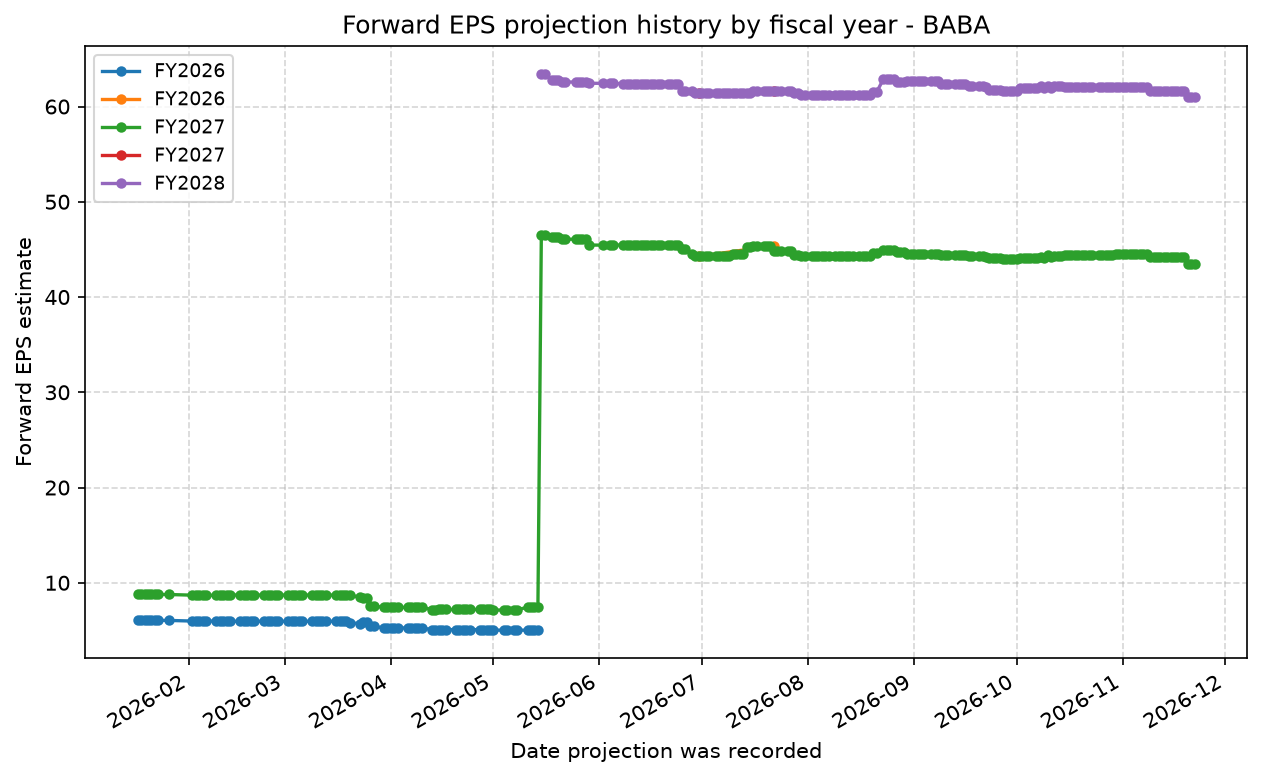 Forward EPS projection history by fiscal year - BABA
FY2026
FY2026
FY2027
FY2027
FY2028
Forward EPS estimate
60
50
40
30
20
10
2026-02
2026-03
2026-04
2026-05
2026-06
2026-07
2026-08
2026-09
2026-10
2026-11
2026-12
Date projection was recorded